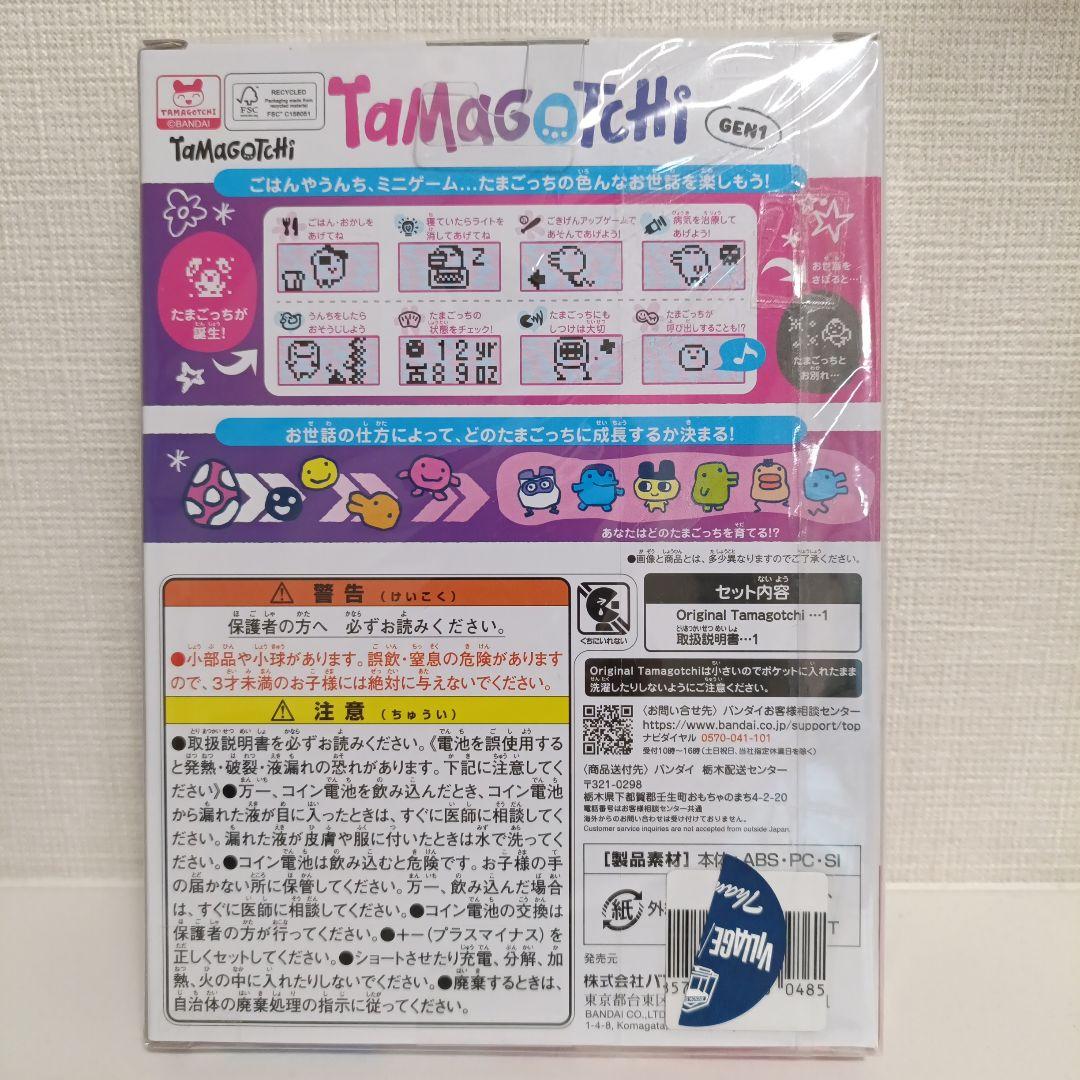 TAMAGOTCHI
©BANDAI
FSC
RECYCLED
Packaging made from
recycled material
FSC® C158051
TaMaGOTCHi
TaMaGOTCHi
GEN1
ごはんやうんち、ミニゲーム…たまごっちの色んなお世話を楽しもう!
ごはん・おかしを
あげてね
寝ていたらライトを
消してあげてね
ごきげんアップゲームで
あそんであげよう!
病気を治療して
あげよう!
Z
たまごっちが
誕生!
お世話を
さぼると…!
うんちをしたら
おそうじしよう
たまごっちの
状態をチェック!
たまごっちにも
しつけは大切
たまごっちが
呼び出しすることも!?
12yr
890z
たまごっちと
お別れ…
お世話の仕方によって、どのたまごっちに成長するか決まる!
あなたはどのたまごっちを育てる!?
●画像と商品とは、多少異なりますのでご了承ください。
警告(けいこく)
保護者の方へ 必ずお読みください。
●小部品や小球があります。誤飲・窒息の危険があります
ので、3才未満のお子様には絶対に与えないでください。
注意(ちゅうい)
●取扱説明書を必ずお読みください。《電池を誤使用する
と発熱・破裂・液漏れの恐れがあります。下記に注意してく
ださい》●万一、コイン電池を飲み込んだとき、コイン電池
から漏れた液が目に入ったときは、すぐに医師に相談してく
ださい。漏れた液が皮膚や服に付いたときは水で洗ってく
ださい。●コイン電池は飲み込むと危険です。お子様の手
の届かない所に保管してください。万一、飲み込んだ場合
は、すぐに医師に相談してください。●コイン電池の交換は
保護者の方が行ってください。●+−(プラスマイナス)を
正しくセットしてください。●ショートさせたり充電、分解、加
熱、火の中に入れたりしないでください。●廃棄するときは、
自治体の廃棄処理の指示に従ってください。
くちにいれない
セット内容
Original Tamagotchi …1
取扱説明書…1
Original Tamagotchiは小さいのでポケットに入れたまま
洗濯したりしないようにご注意ください。
〈お問い合せ先〉バンダイお客様相談センター
https://www.bandai.co.jp/support/top
ナビダイヤル 0570-041-101
受付10時〜16時(土日祝日、当社指定休業日を除く)
〈商品送付先〉バンダイ 栃木配送センター
〒321-0298
栃木県下都賀郡壬生町おもちゃのまち4-2-20
電話番号はお客様相談センター共通
海外からのお問い合わせは受け付けておりません。
Customer service inquiries are not accepted from outside Japan.
[製品素材] 本体:ABS・PC・SI
紙 外
T
発売元
株式会社バ
東京都台東区
BANDAI CO.,LTD
1-4-8, Komagata
VILLAGE
0485